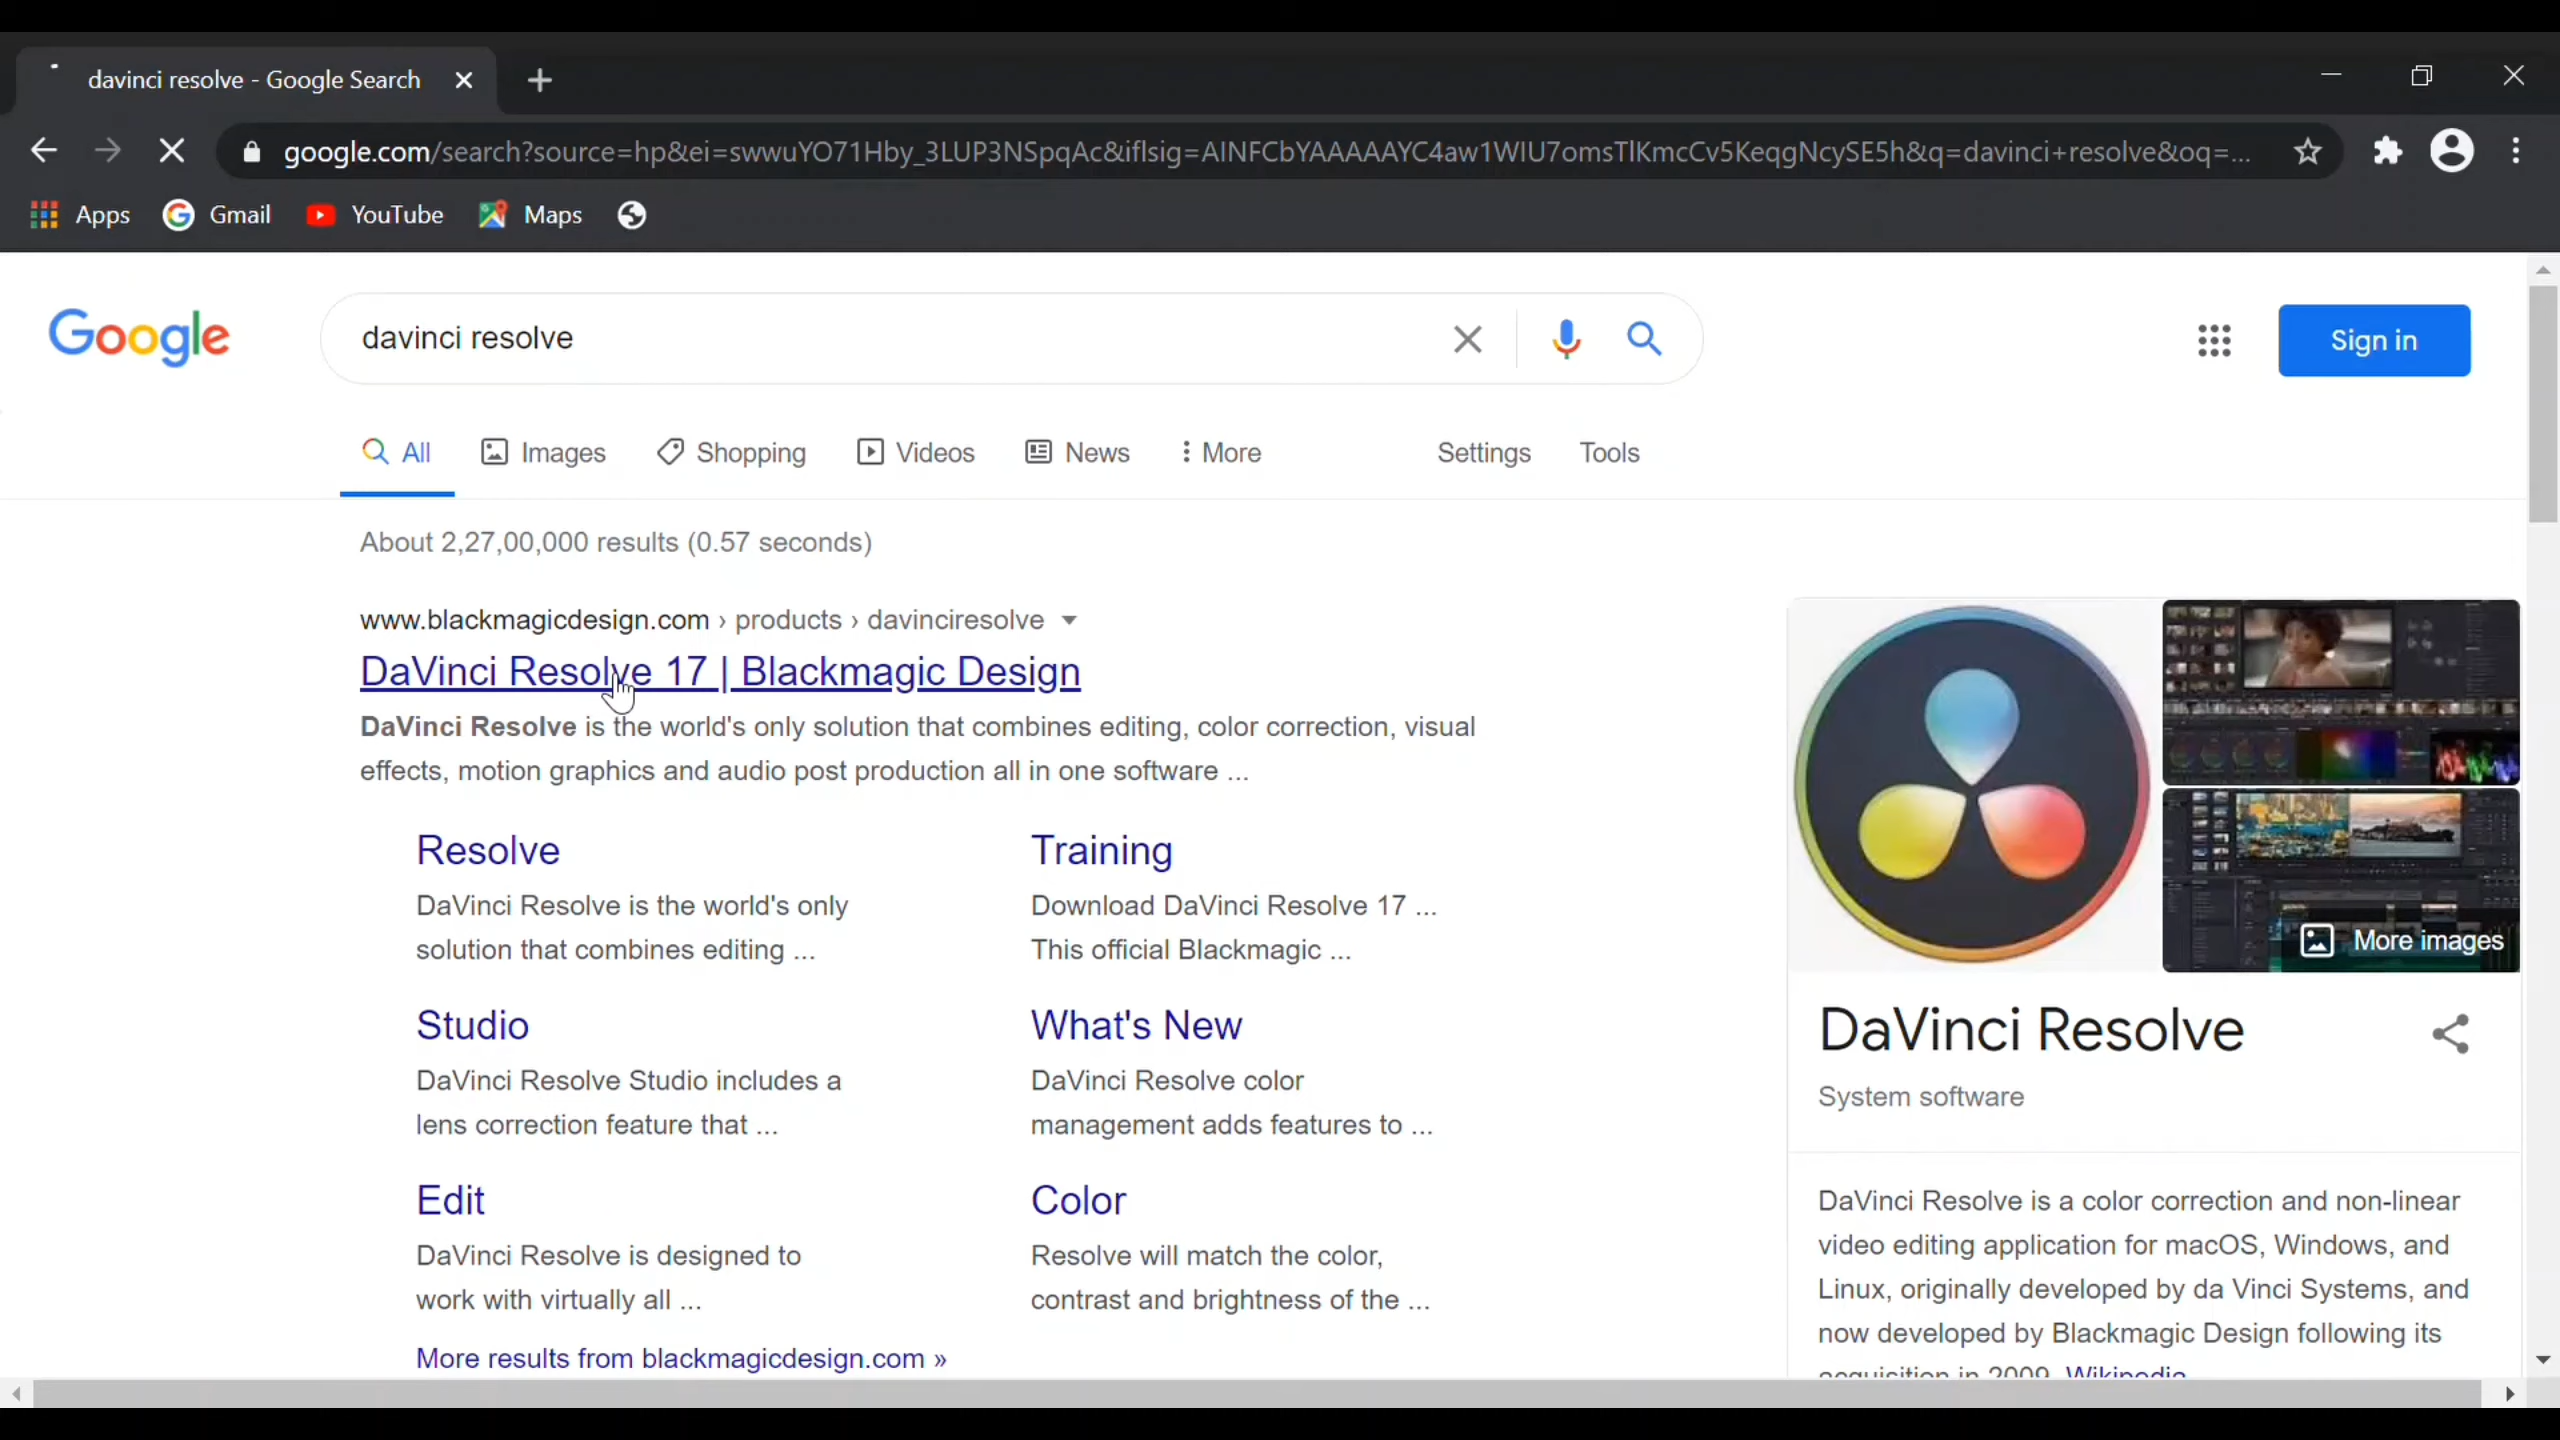 davinci resolve - Google Search
google.com/search?source=hp&ei=swwuYO71Hby_3LUP3NSpqAc&iflsig=AINFCbYAAAAAYC4aw1WIU7omsTlKmcCv5KeqgNcySE5h&q=davinci+resolve&oq=...
Apps Gmail YouTube Maps
Google davinci resolve Sign in
All Images Shopping Videos News More Settings Tools
About 2,27,00,000 results (0.57 seconds)
www.blackmagicdesign.com › products › davinciresolve
DaVinci Resolve 17 | Blackmagic Design
DaVinci Resolve is the world's only solution that combines editing, color correction, visual
effects, motion graphics and audio post production all in one software ...
Resolve
DaVinci Resolve is the world's only
solution that combines editing ...
Training
Download DaVinci Resolve 17 ...
This official Blackmagic ...
Studio
DaVinci Resolve Studio includes a
lens correction feature that ...
What's New
DaVinci Resolve color
management adds features to ...
Edit
DaVinci Resolve is designed to
work with virtually all ...
Color
Resolve will match the color,
contrast and brightness of the ...
More results from blackmagicdesign.com »
More images
DaVinci Resolve
System software
DaVinci Resolve is a color correction and non-linear
video editing application for macOS, Windows, and
Linux, originally developed by da Vinci Systems, and
now developed by Blackmagic Design following its
acquisition in 2009. Wikipedia